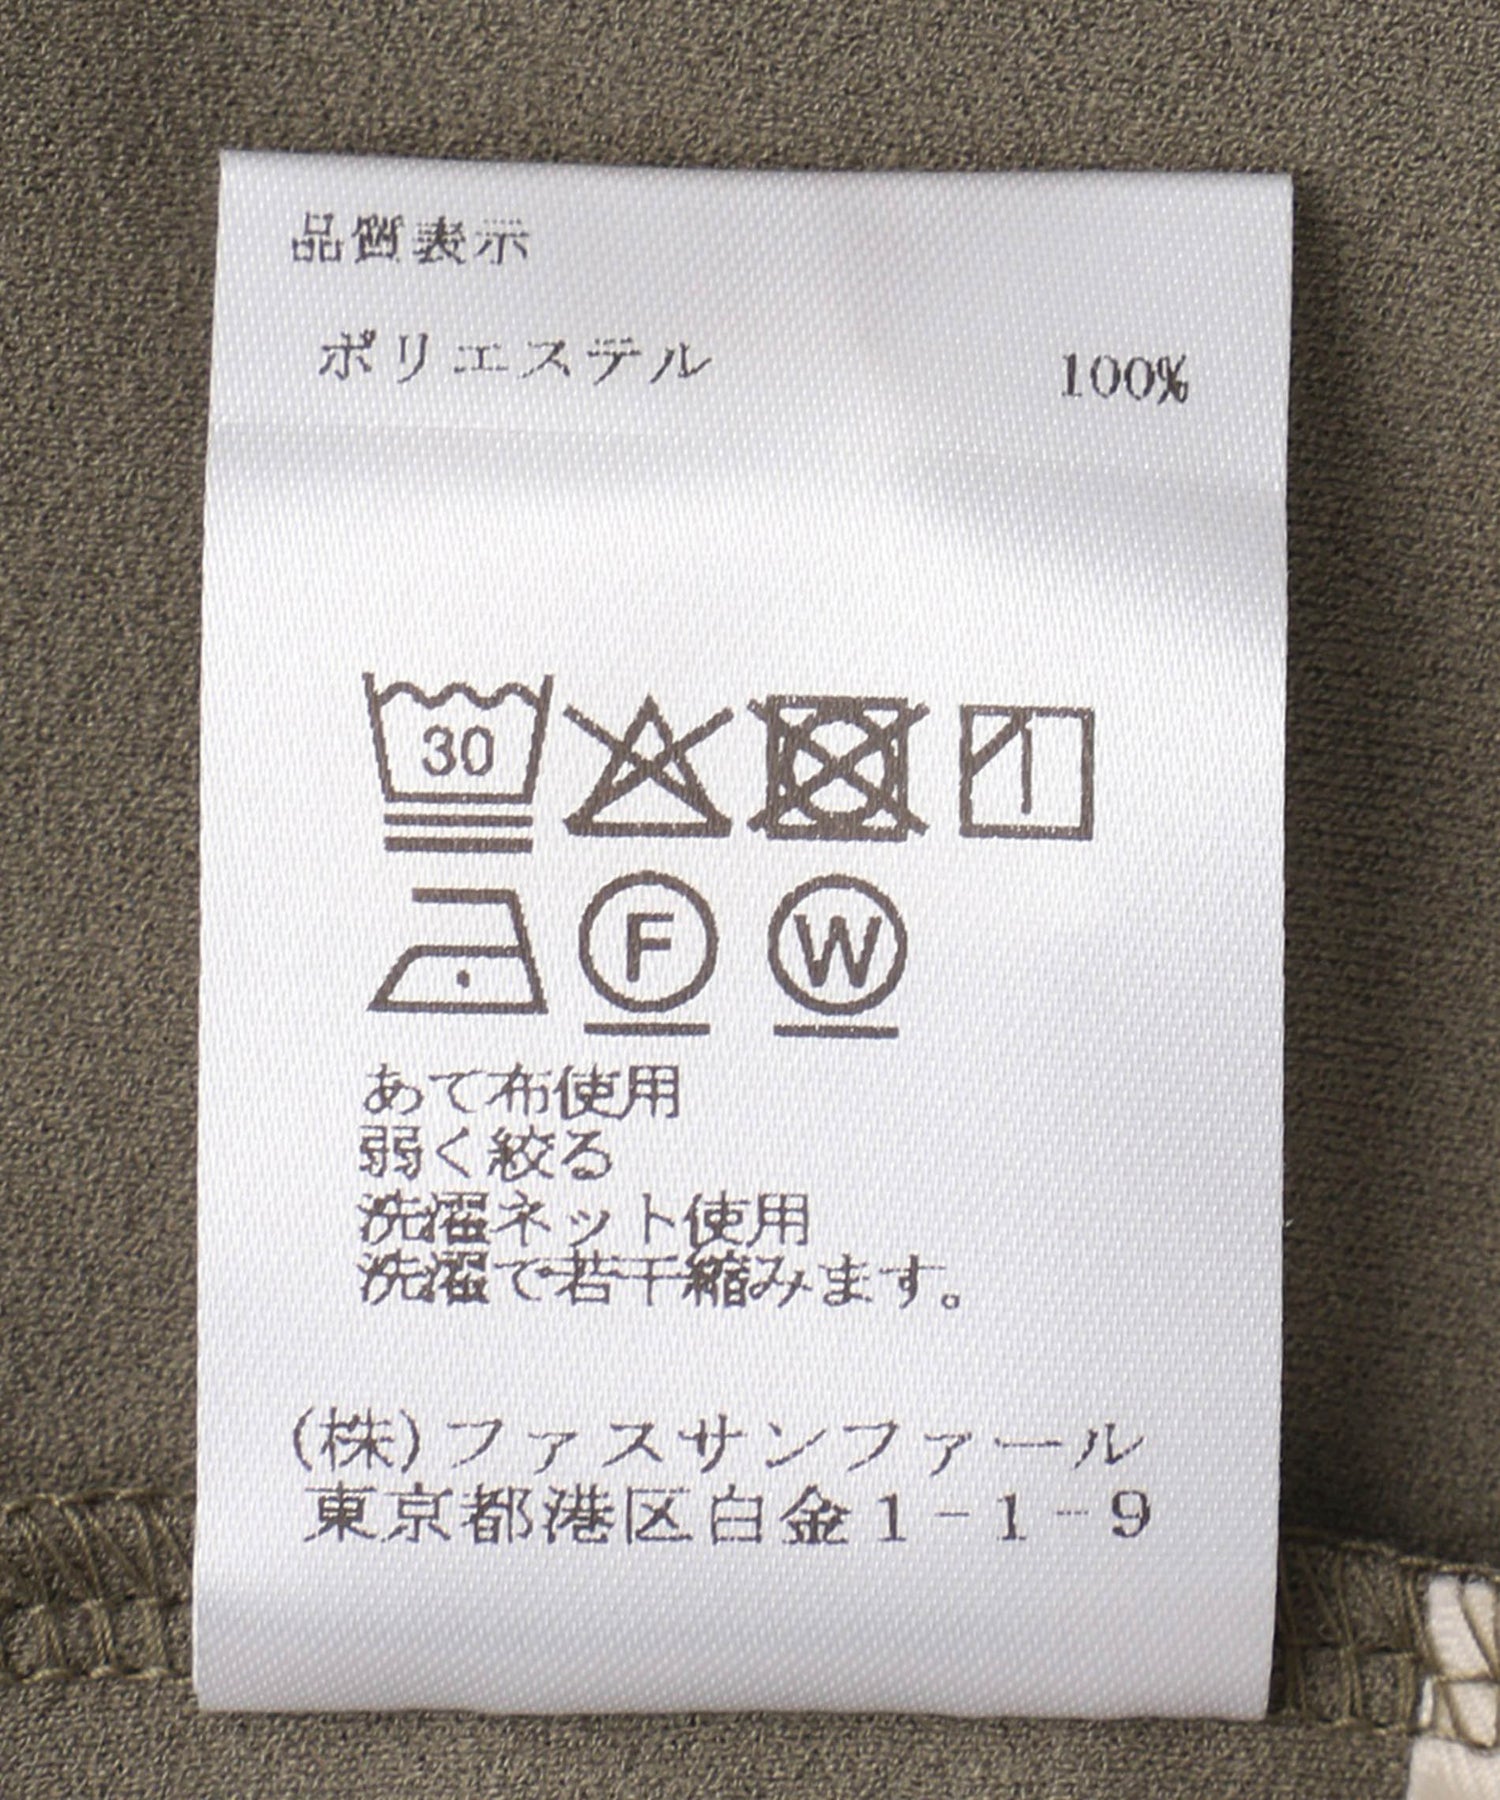 品質表示
ポリエステル 100%
30
F W
あて布使用
弱く絞る
洗濯ネット使用
洗濯で若干縮みます。
(株)ファスサンファール
東京都港区白金1-1-9